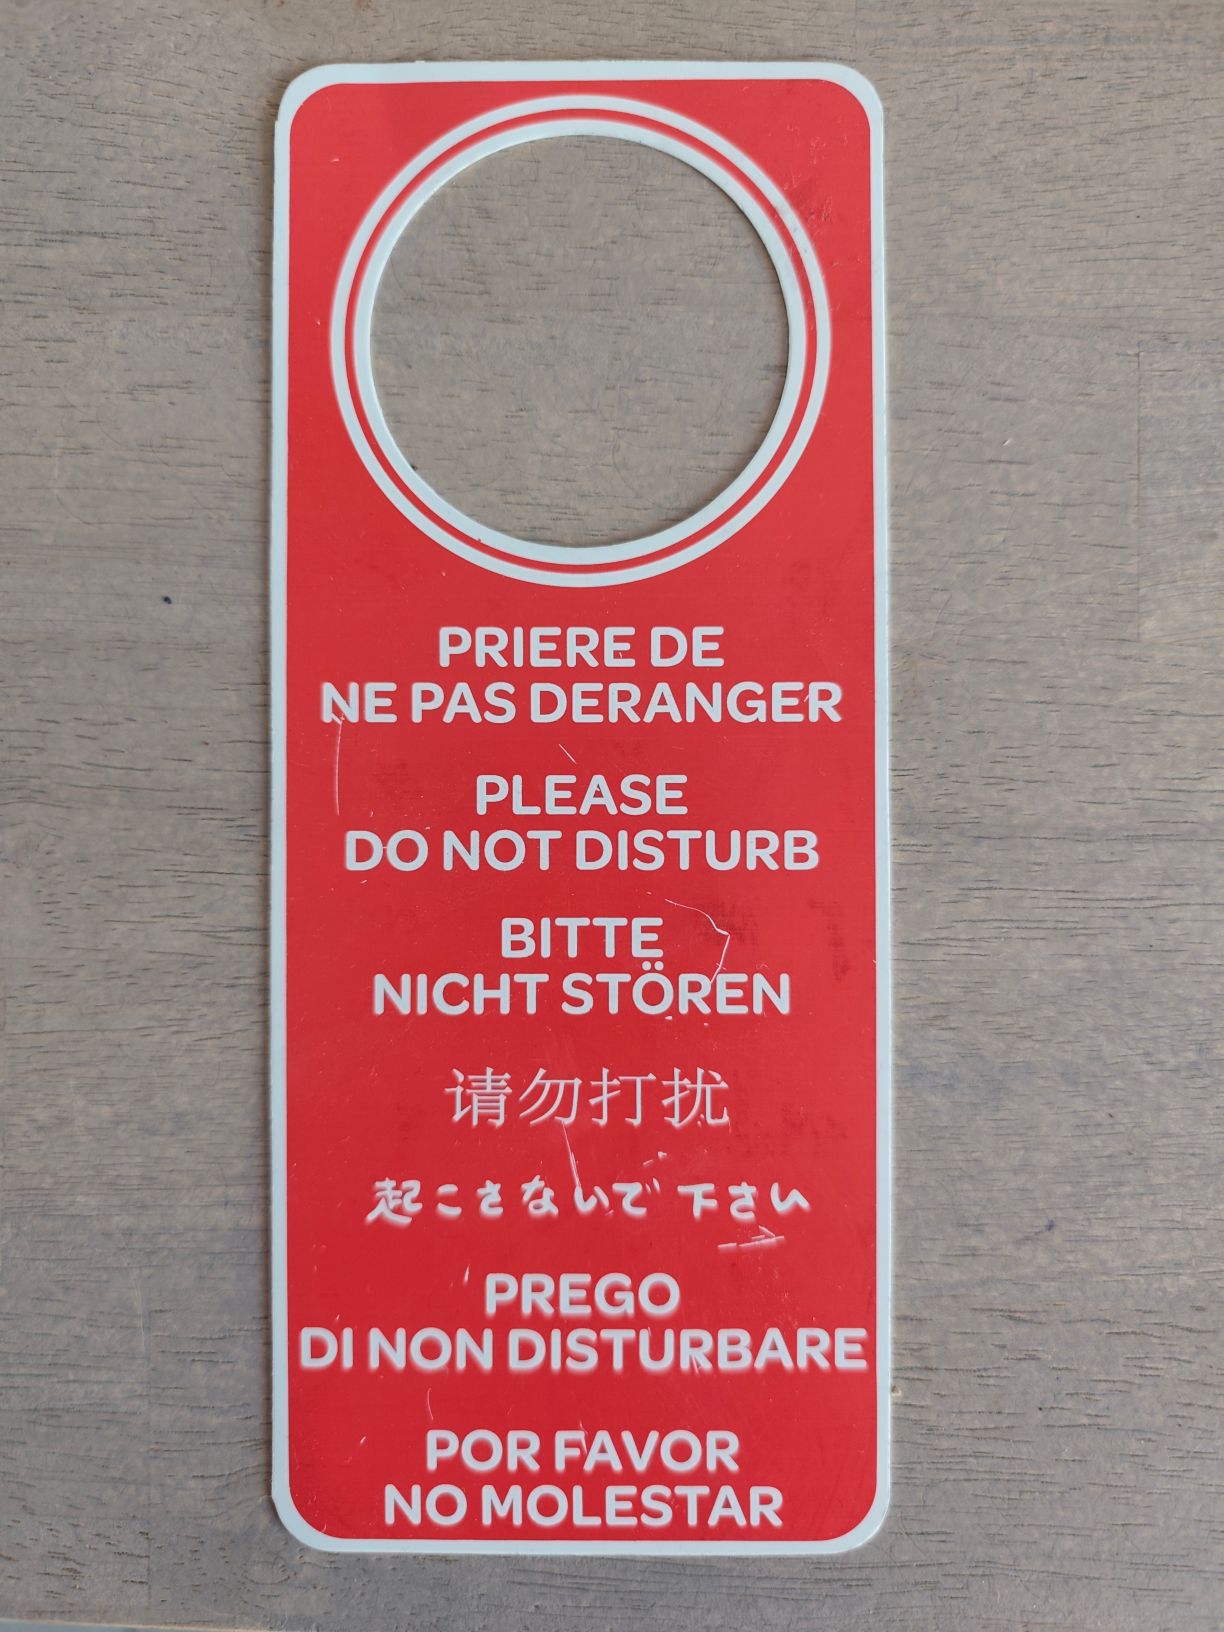 PRIERE DE
NE PAS DERANGER
PLEASE
DO NOT DISTURB
BITTE
NICHT STÖREN
请勿打扰
起こさないで下さい
PREGO
DI NON DISTURBARE
POR FAVOR
NO MOLESTAR